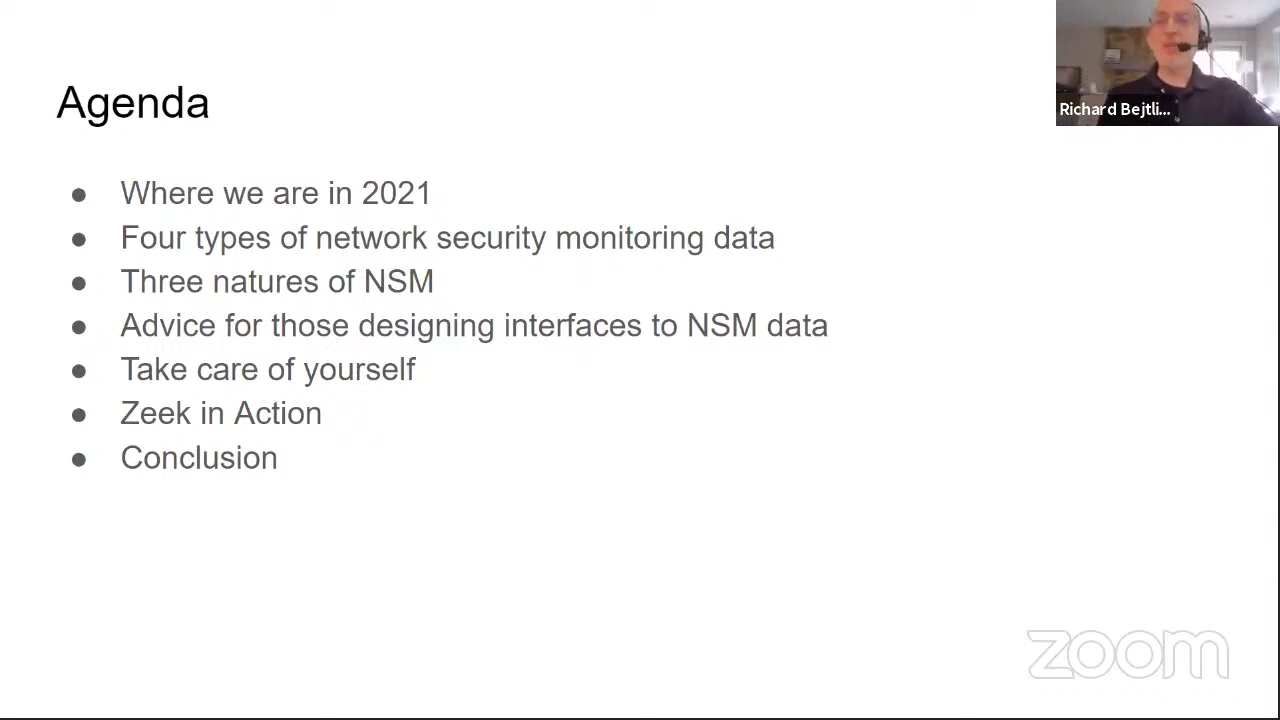 Agenda
Richard Bejtli...
● Where we are in 2021
● Four types of network security monitoring data
● Three natures of NSM
● Advice for those designing interfaces to NSM data
● Take care of yourself
● Zeek in Action
● Conclusion
zoom